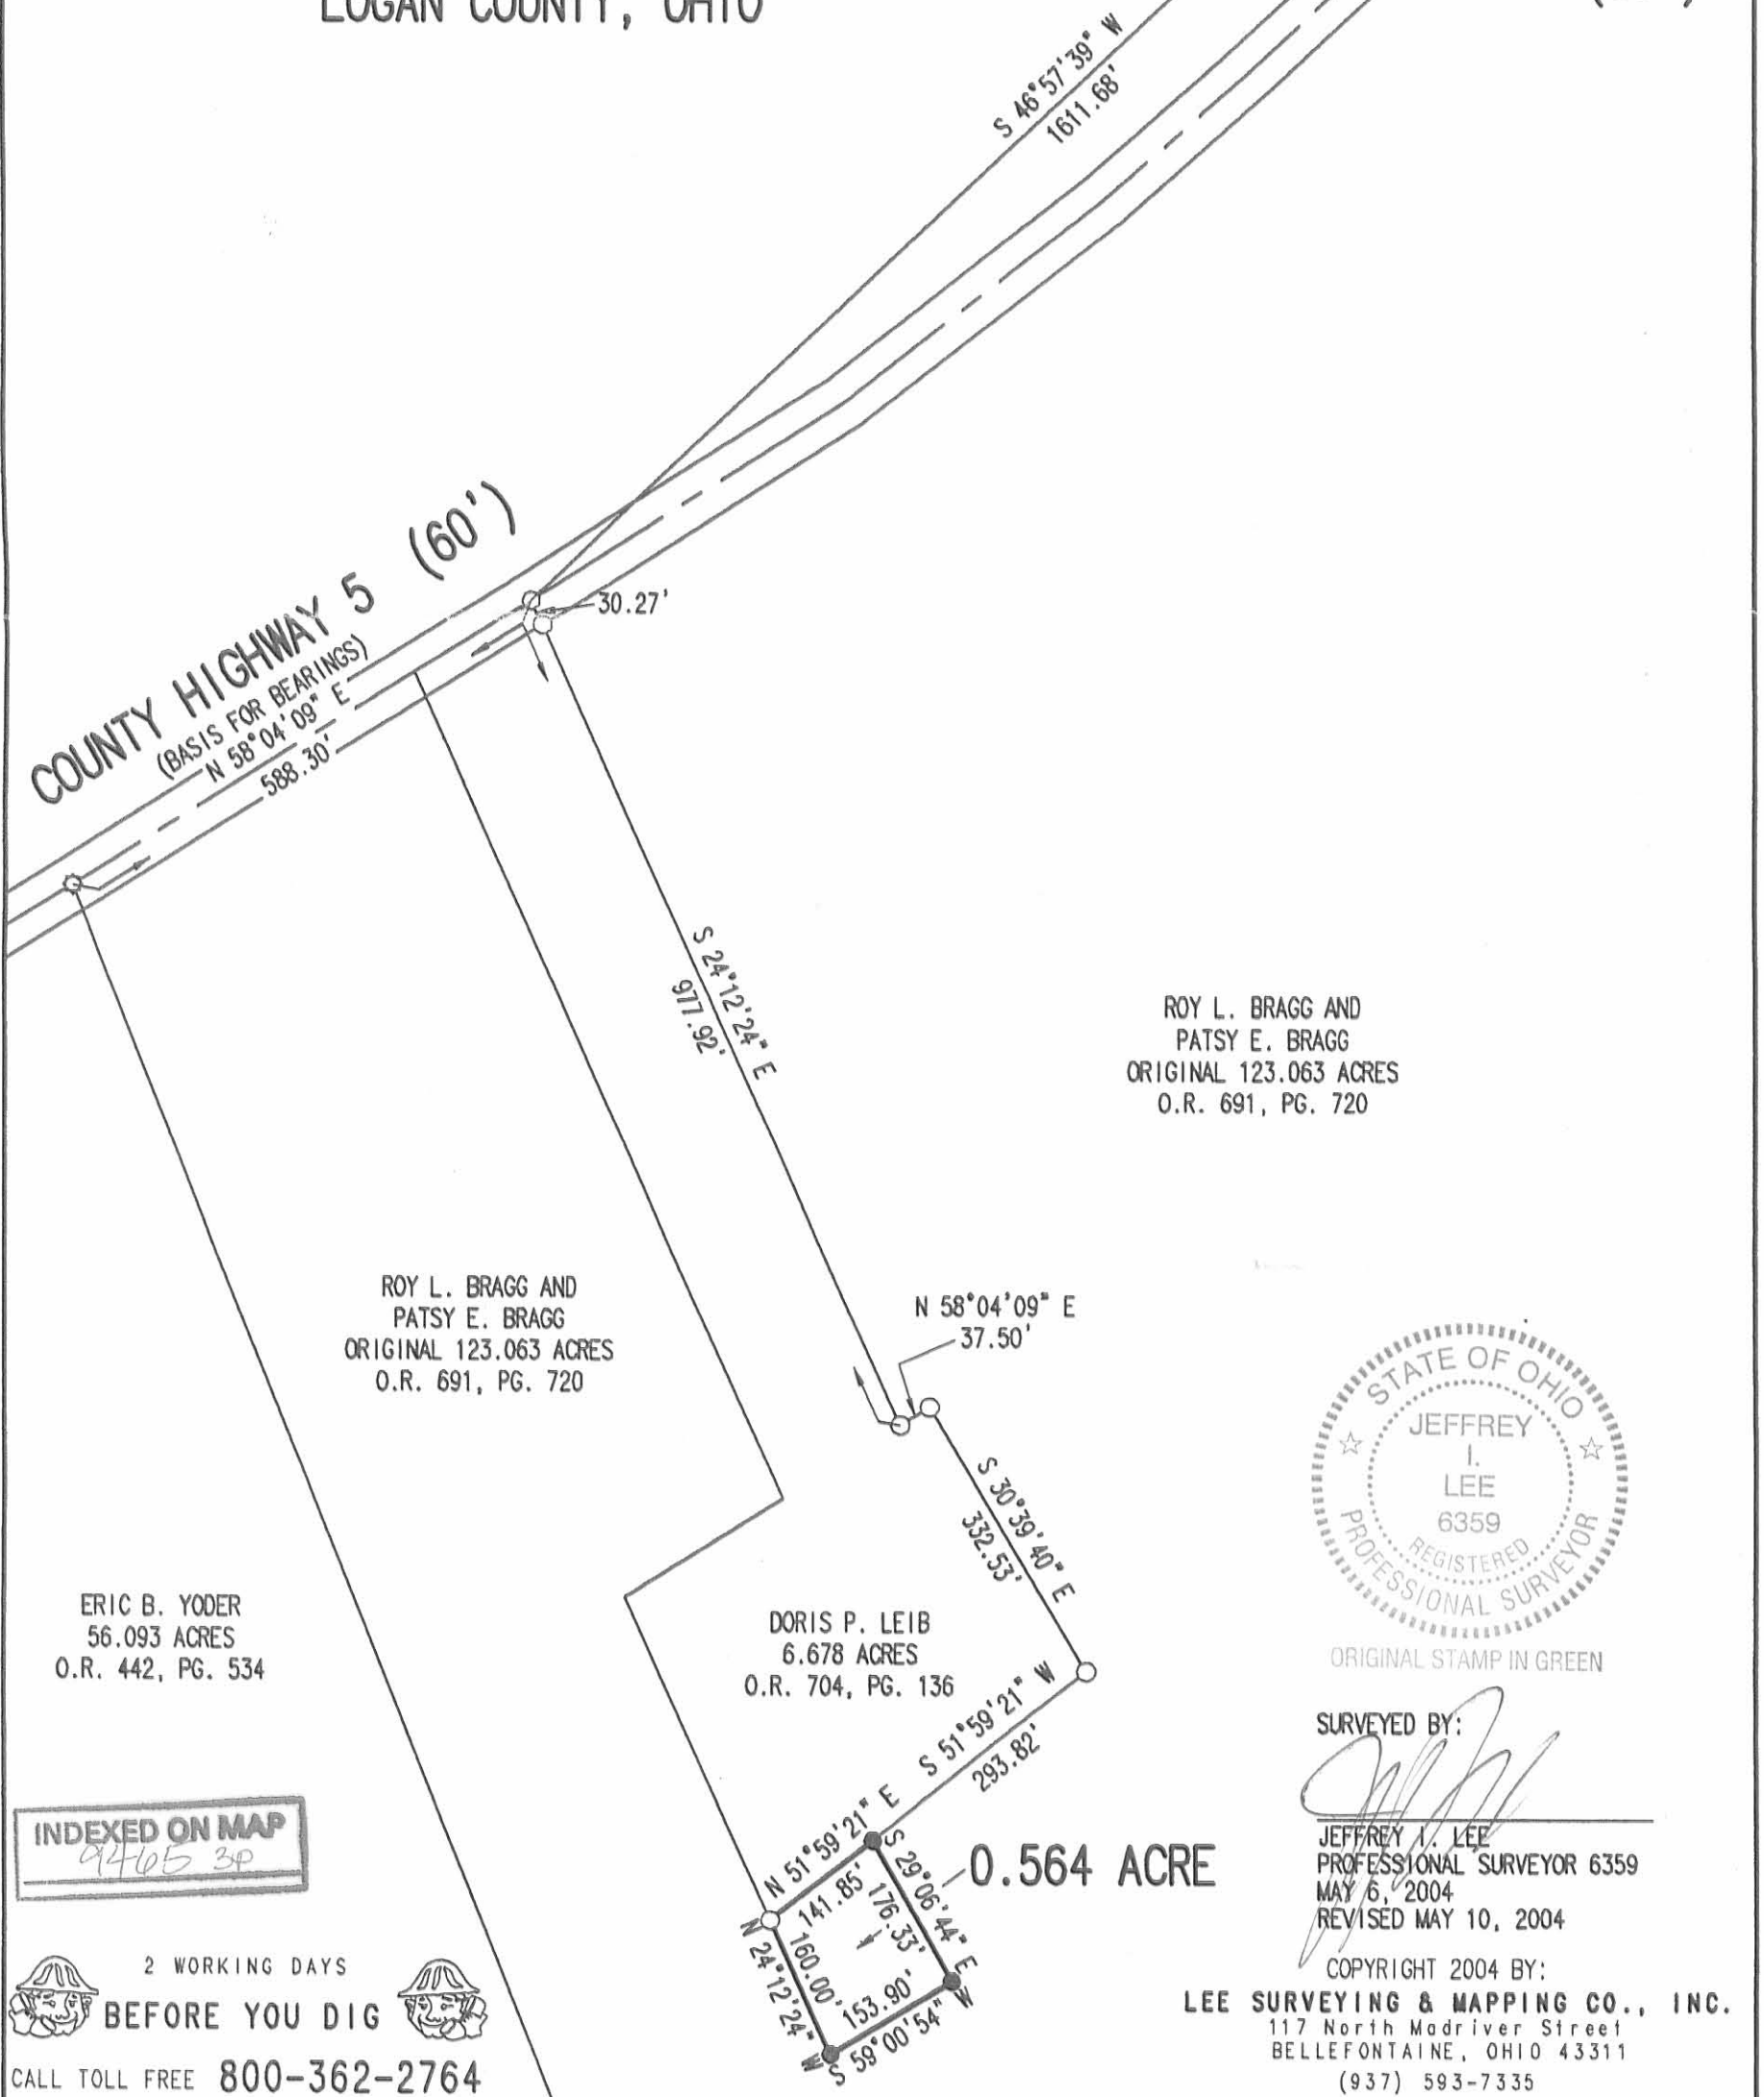 LOGAN COUNTY, OHIO
S 46°57'39" W
1611.68'
COUNTY HIGHWAY 5 (60')
(BASIS FOR BEARINGS)
N 58°04'09" E
588.30'
30.27'
S 24°12'24" E
977.92'
ROY L. BRAGG AND
PATSY E. BRAGG
ORIGINAL 123.063 ACRES
O.R. 691, PG. 720
ROY L. BRAGG AND
PATSY E. BRAGG
ORIGINAL 123.063 ACRES
O.R. 691, PG. 720
N 58°04'09" E
37.50'
S 30°39'40" E
332.53'
STATE OF OHIO
JEFFREY
I.
LEE
6359
REGISTERED
PROFESSIONAL SURVEYOR
ORIGINAL STAMP IN GREEN
ERIC B. YODER
56.093 ACRES
O.R. 442, PG. 534
DORIS P. LEIB
6.678 ACRES
O.R. 704, PG. 136
S 51°59'21" W
293.82'
N 51°59'21" E
141.85'
S 29°06'44" E
176.33'
0.564 ACRE
N 24°12'24" W
160.00'
153.90'
S 59°00'54" W
SURVEYED BY:
JEFFREY I. LEE
PROFESSIONAL SURVEYOR 6359
MAY 6, 2004
REVISED MAY 10, 2004
COPYRIGHT 2004 BY:
LEE SURVEYING & MAPPING CO., INC.
117 North Madriver Street
BELLEFONTAINE, OHIO 43311
(937) 593-7335
INDEXED ON MAP
9465 3p
2 WORKING DAYS
BEFORE YOU DIG
CALL TOLL FREE 800-362-2764